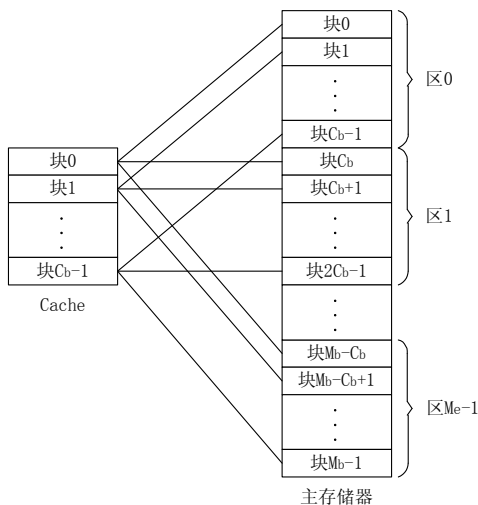 块0
块1
块Cb-1
块Cb
块Cb+1
块2Cb-1
块Mb-Cb
块Mb-Cb+1
块Mb-1
主存储器
区0
区1
区Me-1
块0
块1
块Cb-1
Cache